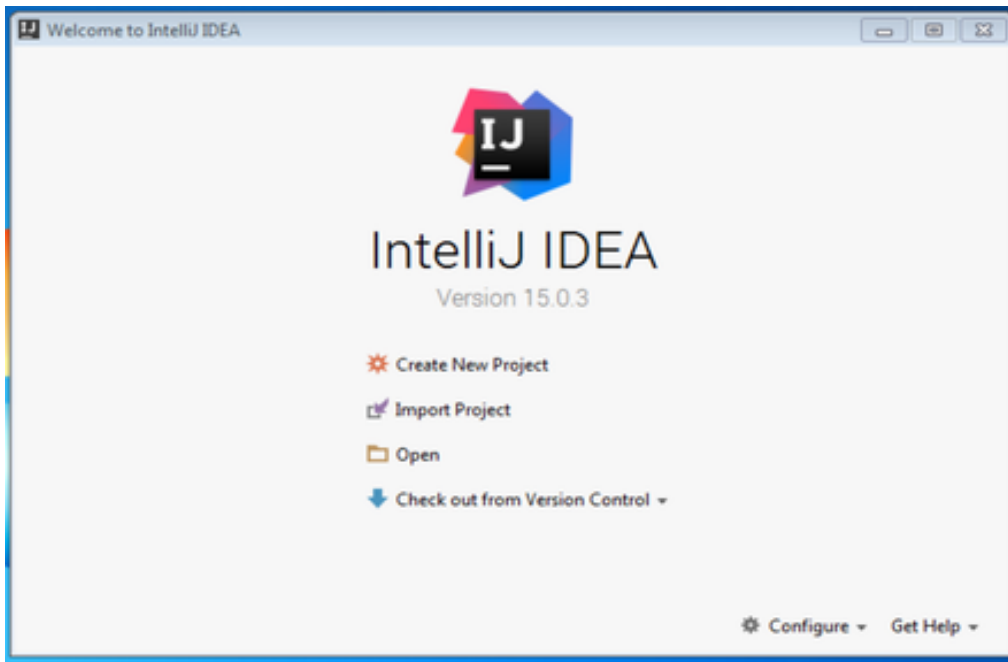 IJ Welcome to IntelliJ IDEA
IJ
IntelliJ IDEA
Version 15.0.3
Create New Project
Import Project
Open
Check out from Version Control
Configure Get Help